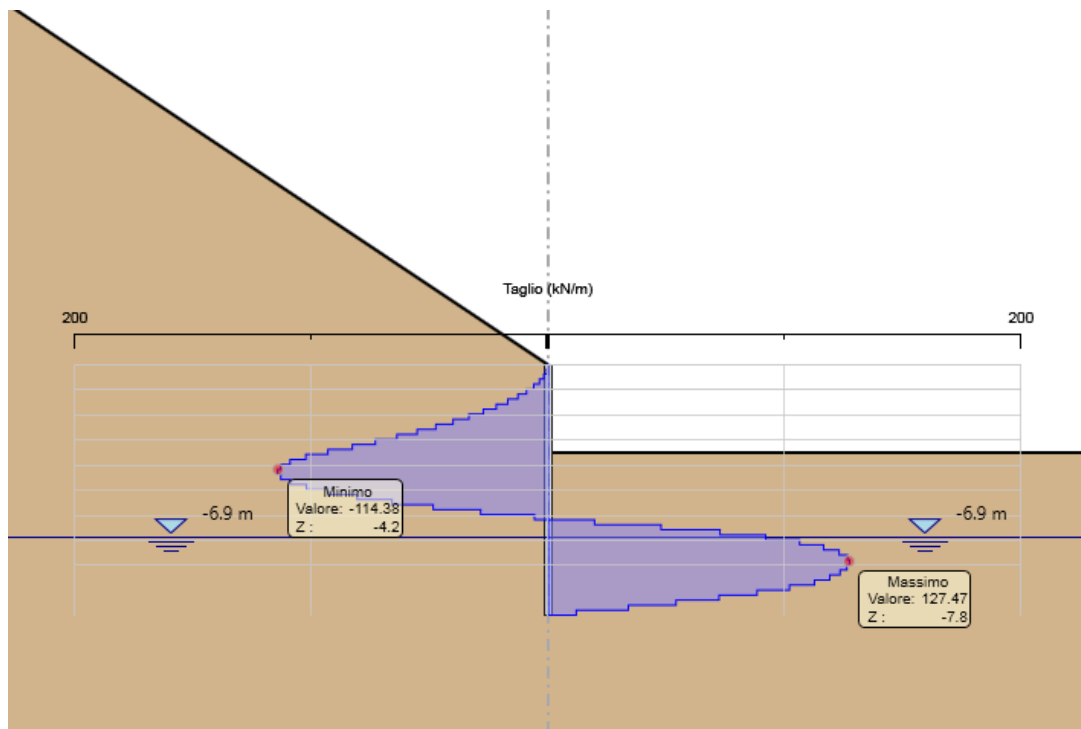 Taglio (kN/m)
200
200
Minimo
Valore: -114.38
Z : -4.2
-6.9 m
-6.9 m
Massimo
Valore: 127.47
Z : -7.8